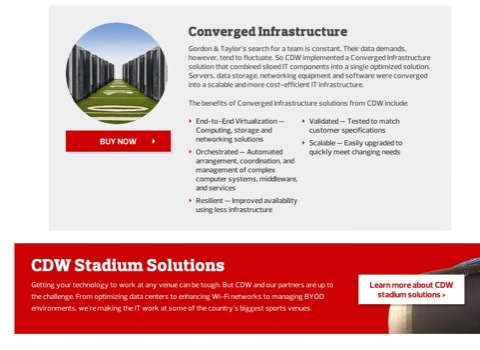 Converged Infrastructure
Gordon & Taylor's search for a team is constant. Their data demands,
however, tend to fluctuate. So CDW implemented a Converged Infrastructure
solution that combined siloed IT components into a single optimized solution.
Servers, data storage, networking equipment and software were converged
into a scalable and more cost-efficient IT infrastructure.
The benefits of Converged Infrastructure solutions from CDW include:
End-to-End Virtualization —
Computing, storage and
networking solutions
Orchestrated — Automated
arrangement, coordination, and
management of complex
computer systems, middleware,
and services
Resilient — Improved availability
using less infrastructure
Validated — Tested to match
customer specifications
Scalable — Easily upgraded to
quickly meet changing needs
BUY NOW
CDW Stadium Solutions
Getting your technology to work at any venue can be tough. But CDW and our partners are up to
the challenge. From optimizing data centers to enhancing Wi-Fi networks to managing BYOD
environments, we're making the IT work at some of the country's biggest sports venues.
Learn more about CDW
stadium solutions ›